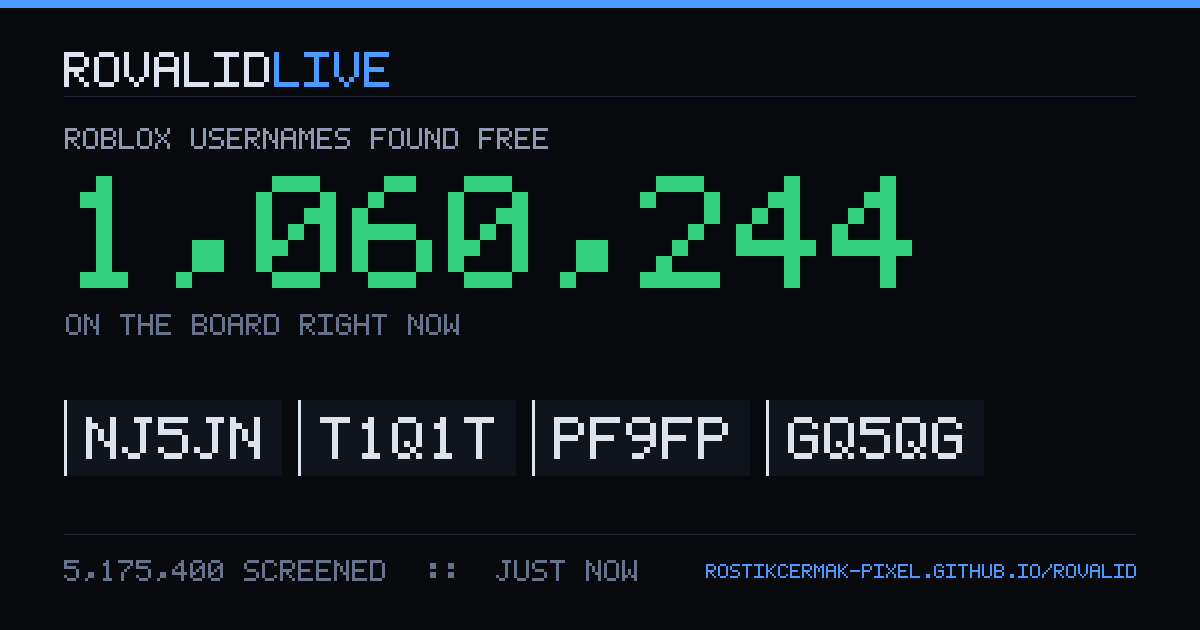 ROVALIDLIVE
ROBLOX USERNAMES FOUND FREE
1,060,244
ON THE BOARD RIGHT NOW
NJ5JN T1Q1T PF9FP GQ5QG
5,175,400 SCREENED :: JUST NOW ROSTIKCERMAK-PIXEL.GITHUB.IO/ROVALID